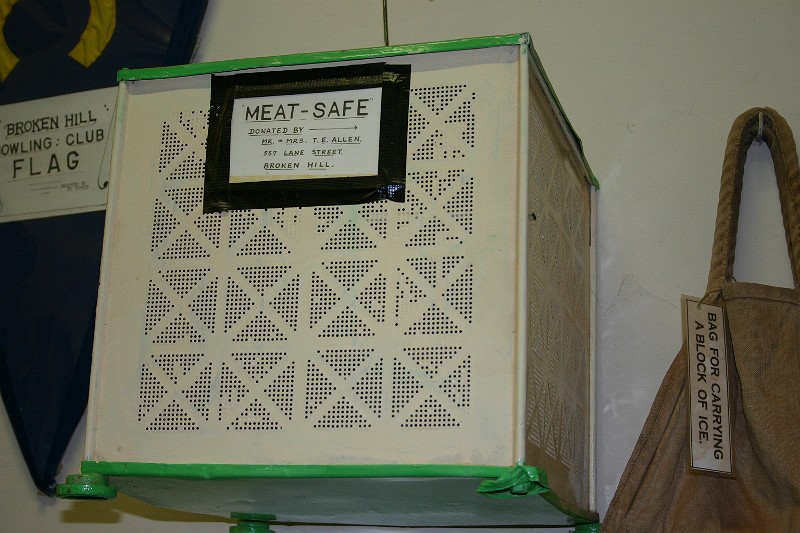 "BROKEN HILL
BOWLING: CLUB
FLAG
"MEAT-SAFE"
DONATED BY
MR. & MRS. T. E. ALLEN,
557 LANE STREET,
BROKEN HILL.
BAG FOR CARRYING
A BLOCK OF ICE.